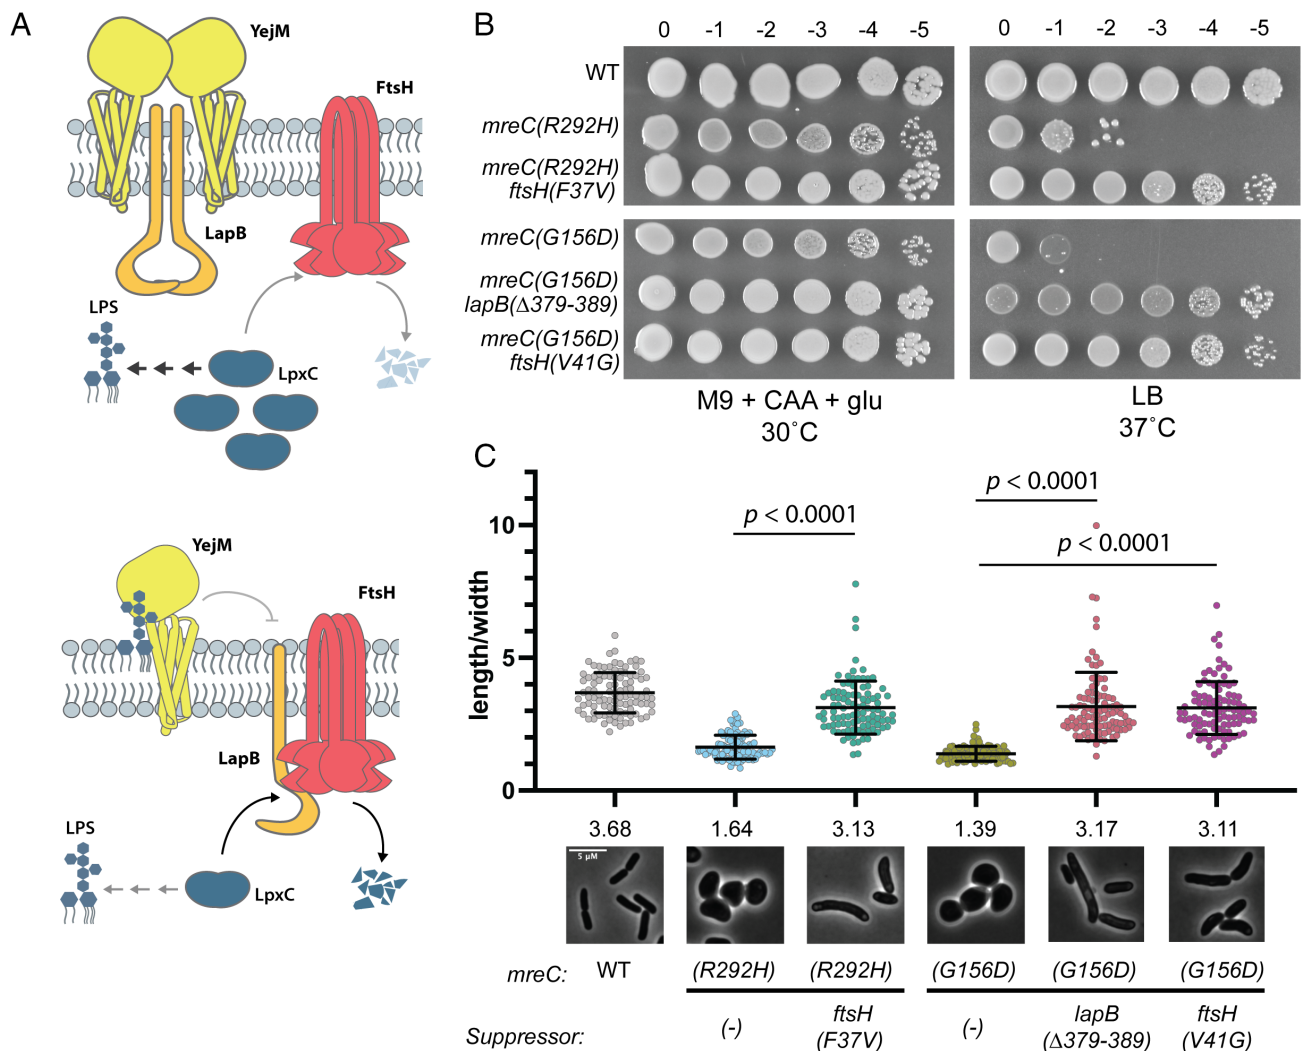 A
YejM
FtsH
LapB
LPS
LpxC
YejM
FtsH
LapB
LPS
LpxC
B
0 -1 -2 -3 -4 -5
0 -1 -2 -3 -4 -5
WT
mreC(R292H)
mreC(R292H)
ftsH(F37V)
mreC(G156D)
mreC(G156D)
lapB(Δ379-389)
mreC(G156D)
ftsH(V41G)
M9 + CAA + glu
30˚C
LB
37˚C
C
length/width
10
5
0
p < 0.0001
p < 0.0001
p < 0.0001
3.68 1.64 3.13 1.39 3.17 3.11
5 µM
mreC: WT (R292H) (R292H) (G156D) (G156D) (G156D)
Suppressor: (-) ftsH (F37V) (-) lapB (Δ379-389) ftsH (V41G)